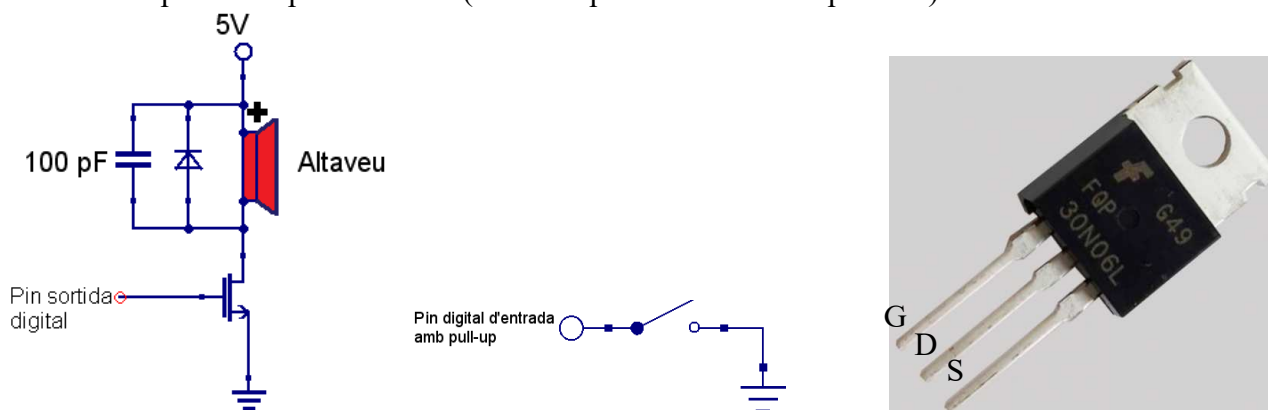 5V
+
100 pF
Altaveu
Pin sortida
digital
Pin digital d'entrada
amb pull-up
G49
FQP
30N06L
G
D
S